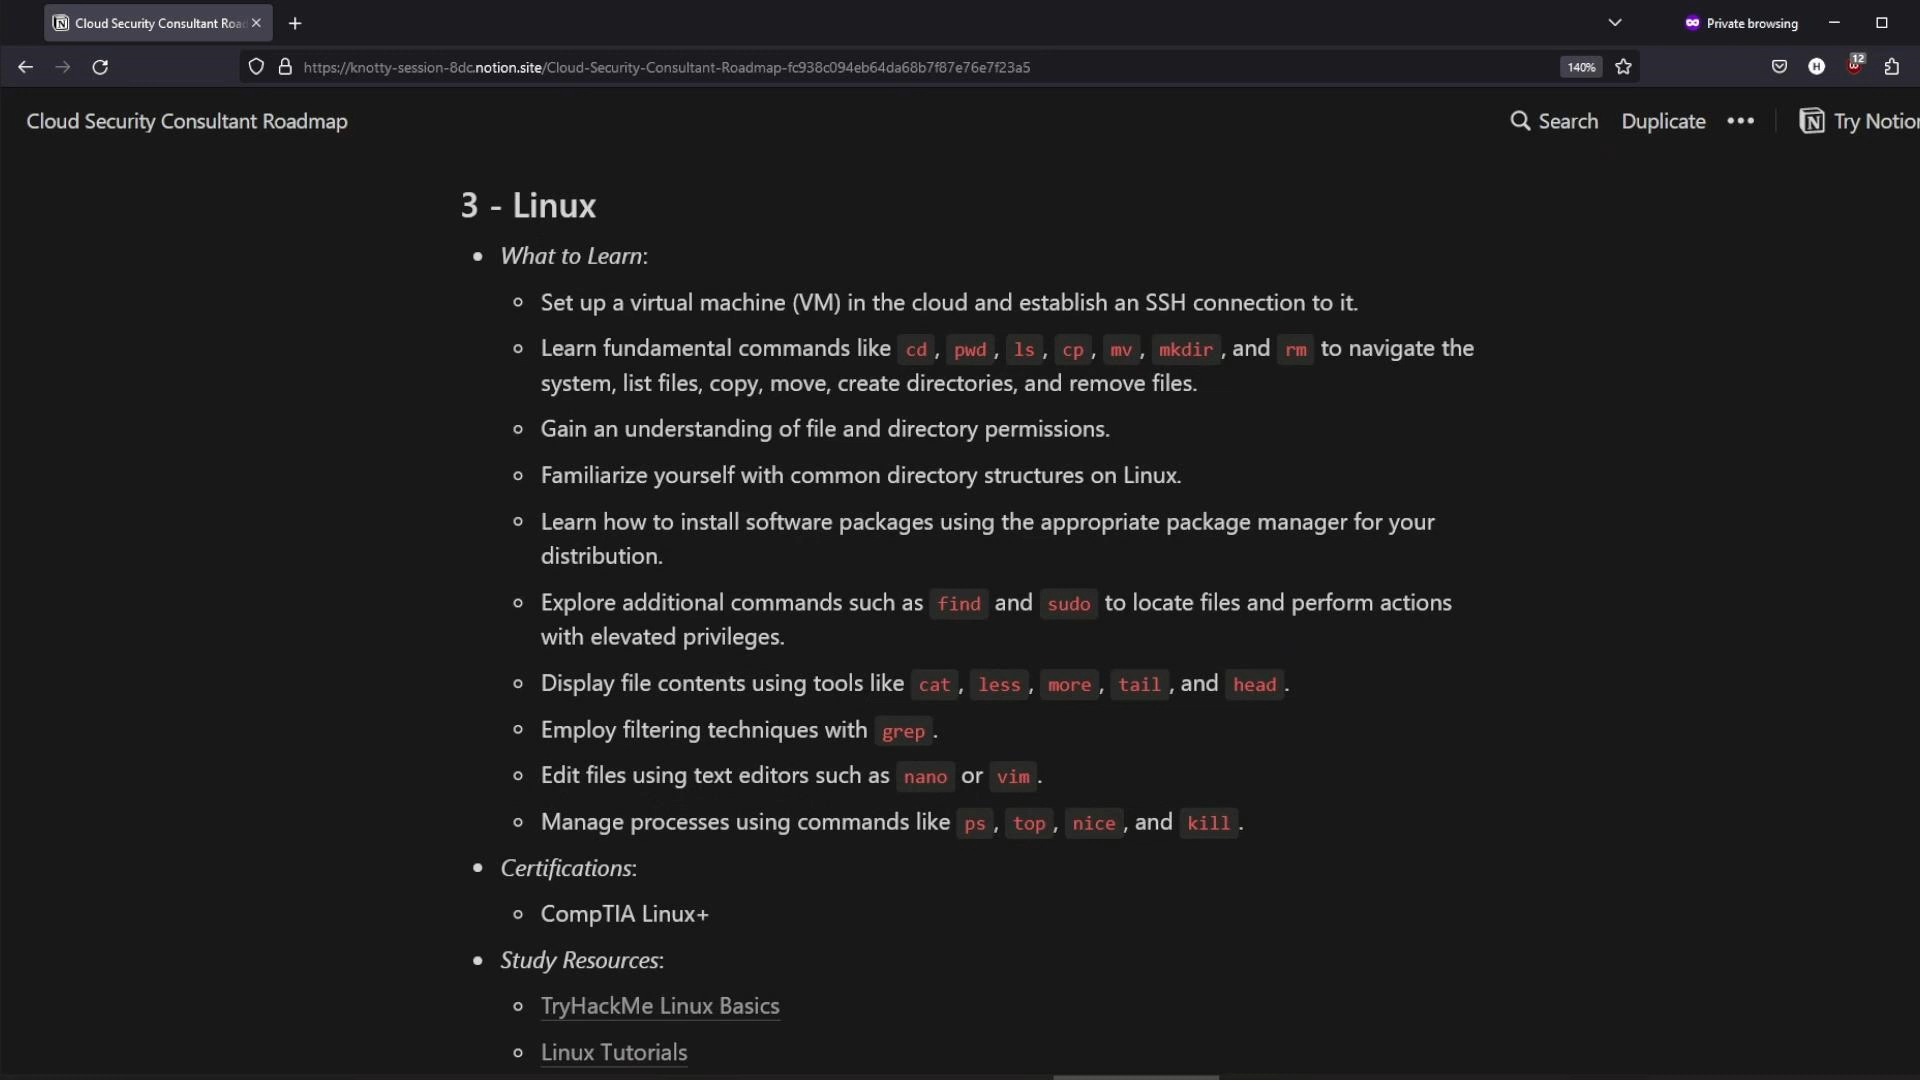 Cloud Security Consultant Road
Private browsing
https://knotty-session-8dc.notion.site/Cloud-Security-Consultant-Roadmap-fc938c094eb64da68b7f87e76e7f23a5
140%
H
12
Cloud Security Consultant Roadmap
Search
Duplicate
Try Notion
3 - Linux
What to Learn:
Set up a virtual machine (VM) in the cloud and establish an SSH connection to it.
Learn fundamental commands like cd, pwd, ls, cp, mv, mkdir, and rm to navigate the
system, list files, copy, move, create directories, and remove files.
Gain an understanding of file and directory permissions.
Familiarize yourself with common directory structures on Linux.
Learn how to install software packages using the appropriate package manager for your
distribution.
Explore additional commands such as find and sudo to locate files and perform actions
with elevated privileges.
Display file contents using tools like cat, less, more, tail, and head.
Employ filtering techniques with grep.
Edit files using text editors such as nano or vim.
Manage processes using commands like ps, top, nice, and kill.
Certifications:
CompTIA Linux+
Study Resources:
TryHackMe Linux Basics
Linux Tutorials